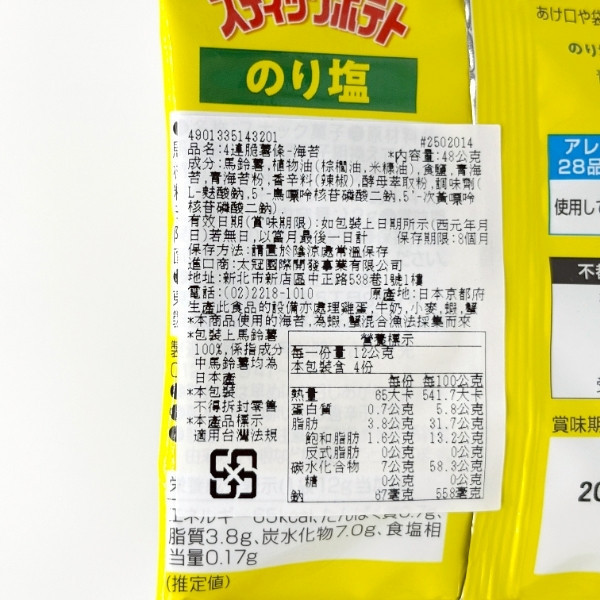 スティックポテト
のり塩
あけ口や袋
のり
アレ
28品
使用して
賞味期
20
4901335143201 #2502014
品名:4連脆薯條-海苔 *內容量:48公克
成分:馬鈴薯,植物油(棕櫚油,米糠油),食鹽,青海
苔,青海苔粉,香辛料(辣椒),酵母萃取粉,調味劑(
L-麩酸鈉,5'-鳥嘌呤核苷磷酸二鈉,5'-次黃嘌呤
核苷磷酸二鈉).
有效日期(賞味期限):如包裝上日期所示(西元年月
日)若無日,以當月最後一日計 保存期限:8個月
保存方法:請置於陰涼處常溫保存
進口商:太冠國際開發事業有限公司
地址:新北市新店區中正路538巷1號1樓
電話:(02)2218-1010 原產地:日本京都府
生產此食品的設備亦處理雞蛋,牛奶,小麥,蝦,蟹
*本商品使用的海苔,為蝦,蟹混合漁法採集而來
*包裝上馬鈴薯
100%,係指成分
中馬鈴薯均為
日本產
*本包裝
不得拆封零售
*本產品標示
適用台灣法規
營養標示
每一份量 12公克
本包裝含 4份
每份 每100公克
熱量 65大卡 541.7大卡
蛋白質 0.7公克 5.8公克
脂肪 3.8公克 31.7公克
飽和脂肪 1.6公克 13.2公克
反式脂肪 0公克 0公克
碳水化合物 7公克 58.3公克
糖 0公克 0公克
鈉 67毫克 558毫克
脂質3.8g、炭水化物7.0g、食塩相
当量0.17g
(推定値)